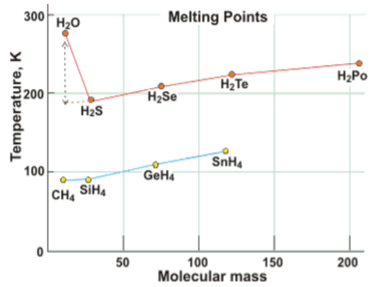 Melting Points
300
H₂O
200
H₂S
H₂Se
H₂Te
H₂Po
100
CH₄
SiH₄
GeH₄
SnH₄
0
50
100
150
200
Temperature, K
Molecular mass